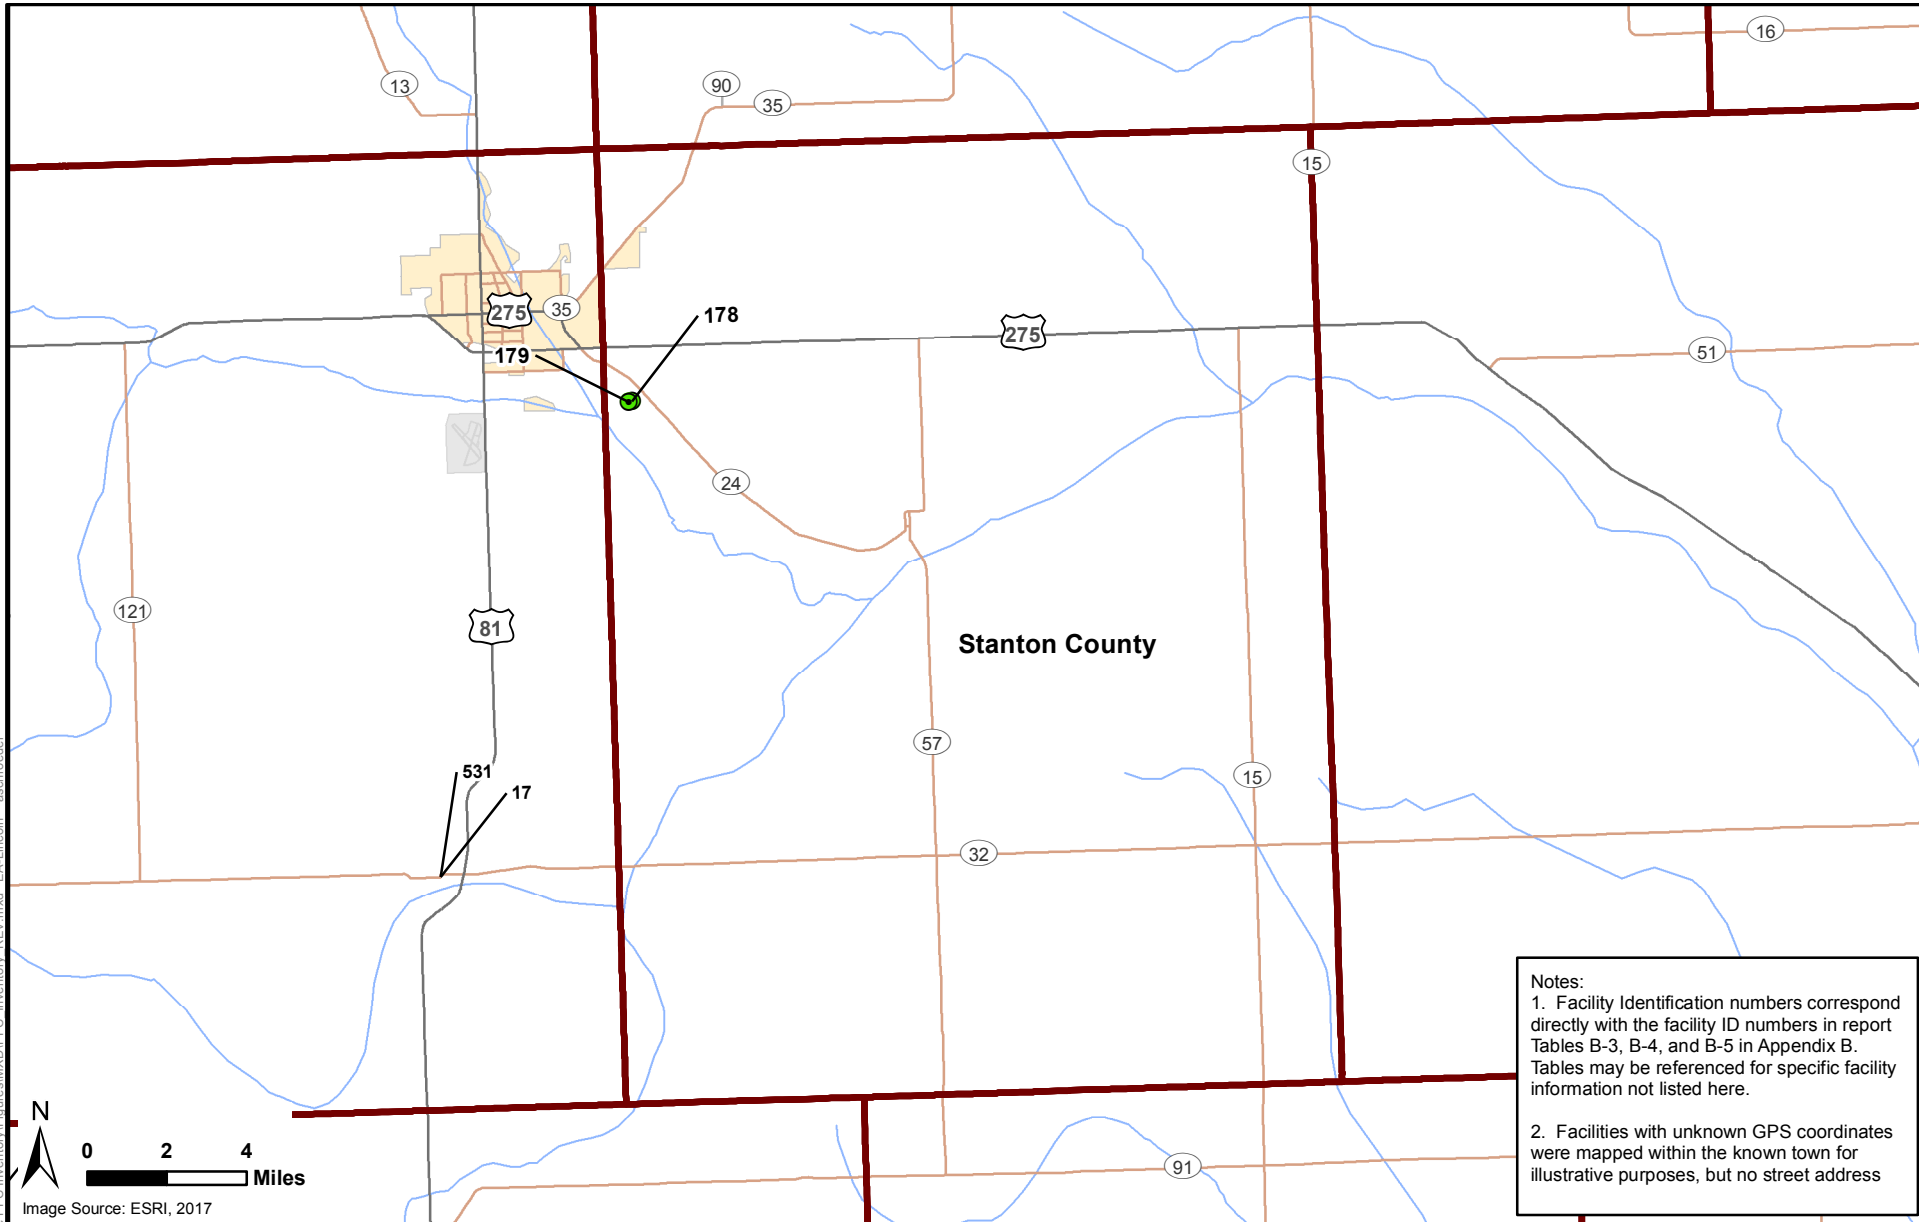 16
13
90
35
15
275
35
178
275
179
51
24
121
81
Stanton County
57
531
15
17
32
Notes:
1. Facility Identification numbers correspond
directly with the facility ID numbers in report
Tables B-3, B-4, and B-5 in Appendix B.
Tables may be referenced for specific facility
information not listed here.
2. Facilities with unknown GPS coordinates
were mapped within the known town for
illustrative purposes, but no street address
N
0 2 4
Miles
91
Image Source: ESRI, 2017